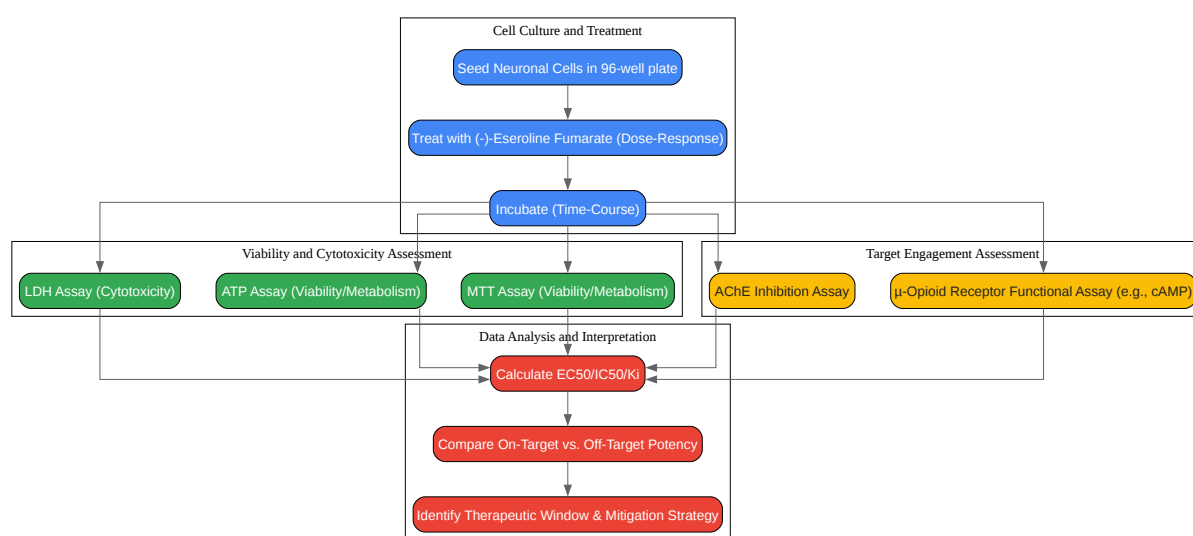 Cell Culture and Treatment
Seed Neuronal Cells in 96-well plate
Treat with (-)-Eseroline Fumarate (Dose-Response)
Incubate (Time-Course)
Viability and Cytotoxicity Assessment
Target Engagement Assessment
LDH Assay (Cytotoxicity)
ATP Assay (Viability/Metabolism)
MTT Assay (Viability/Metabolism)
AChE Inhibition Assay
µ-Opioid Receptor Functional Assay (e.g., cAMP)
Data Analysis and Interpretation
Calculate EC50/IC50/Ki
Compare On-Target vs. Off-Target Potency
Identify Therapeutic Window & Mitigation Strategy